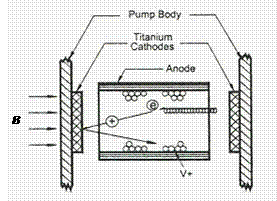 Pump Body
Titanium
Cathodes
Anode
B
e
+
V+